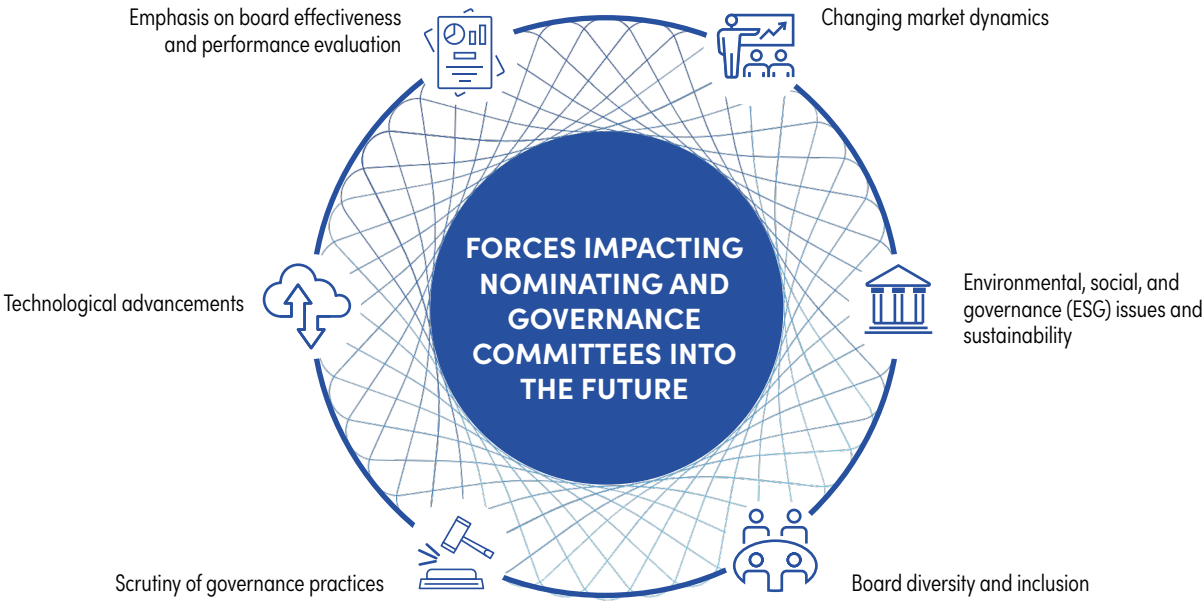 Emphasis on board effectiveness
and performance evaluation
Changing market dynamics
Technological advancements
FORCES IMPACTING
NOMINATING AND
GOVERNANCE
COMMITTEES INTO
THE FUTURE
Environmental, social, and
governance (ESG) issues and
sustainability
Scrutiny of governance practices
Board diversity and inclusion